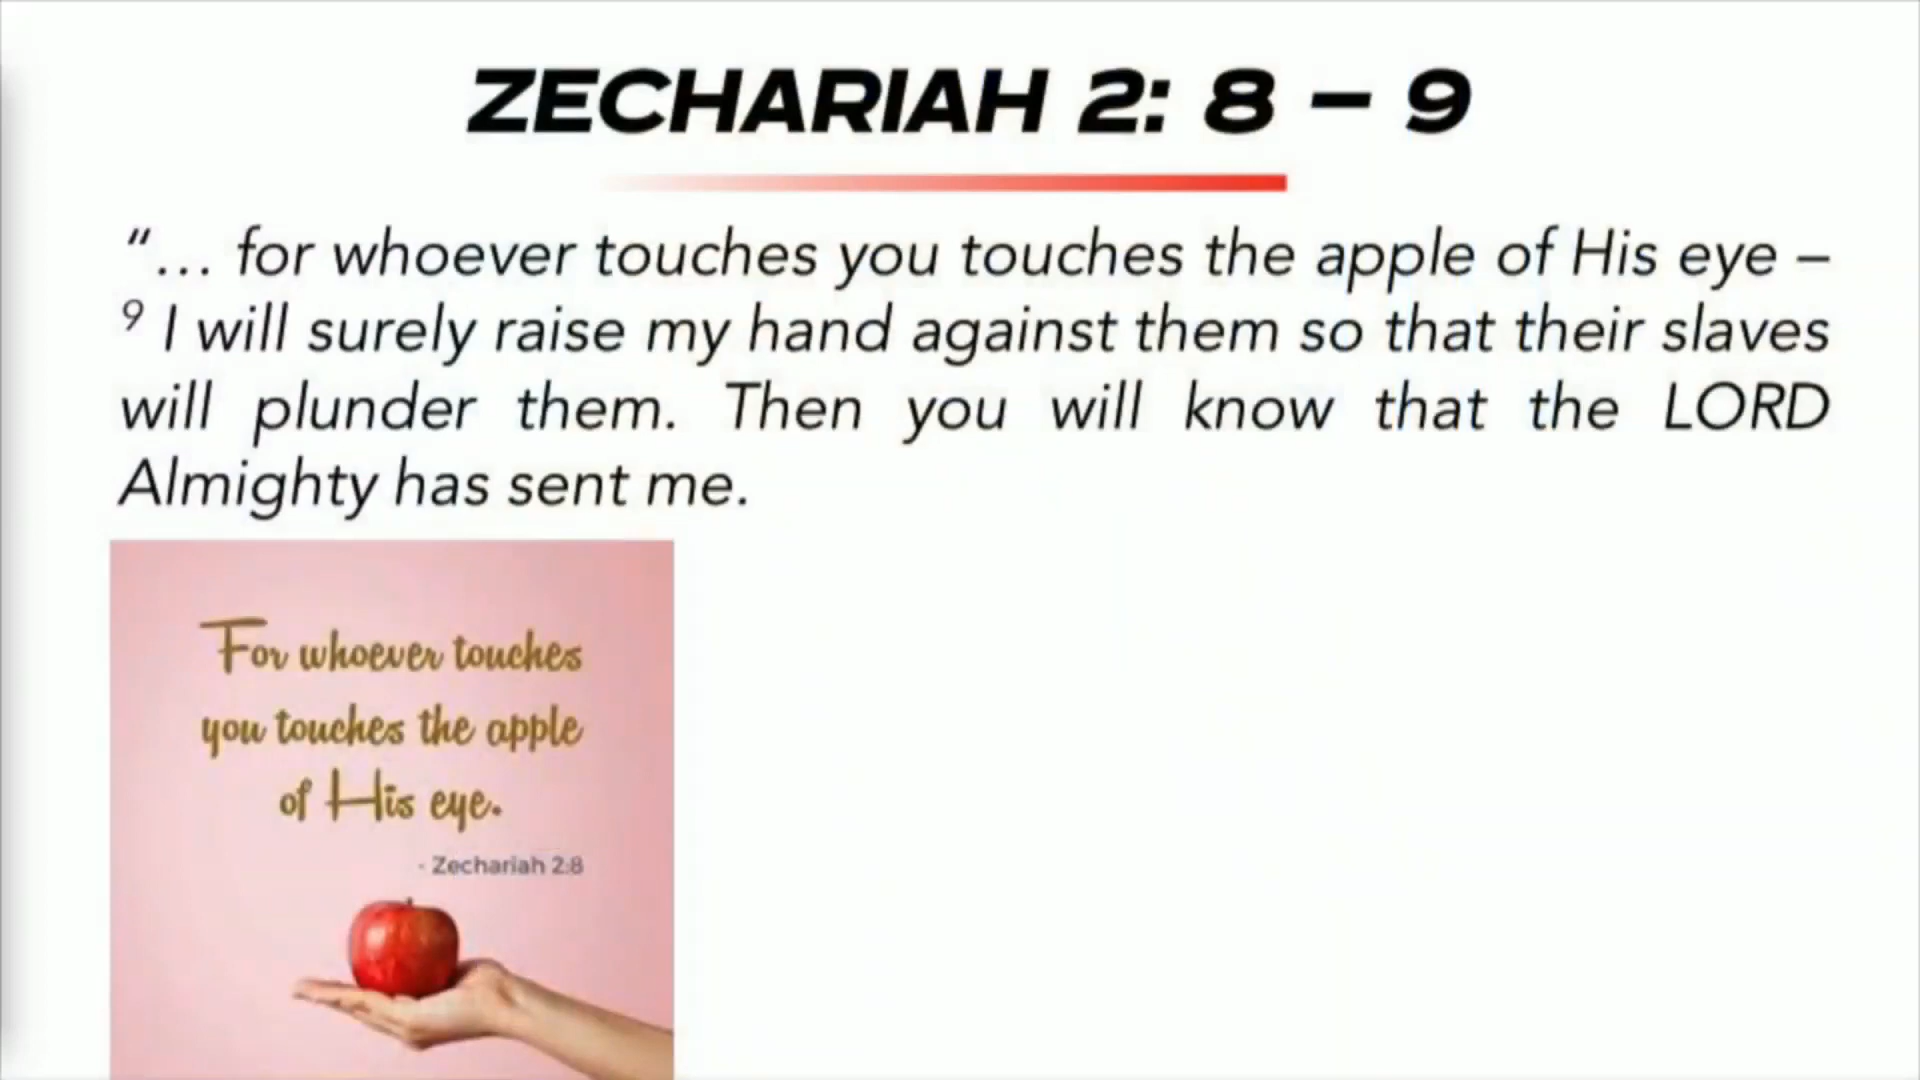 ZECHARIAH 2: 8 – 9
“... for whoever touches you touches the apple of His eye –
⁹ I will surely raise my hand against them so that their slaves
will plunder them. Then you will know that the LORD
Almighty has sent me.
For whoever touches
you touches the apple
of His eye.
- Zechariah 2:8